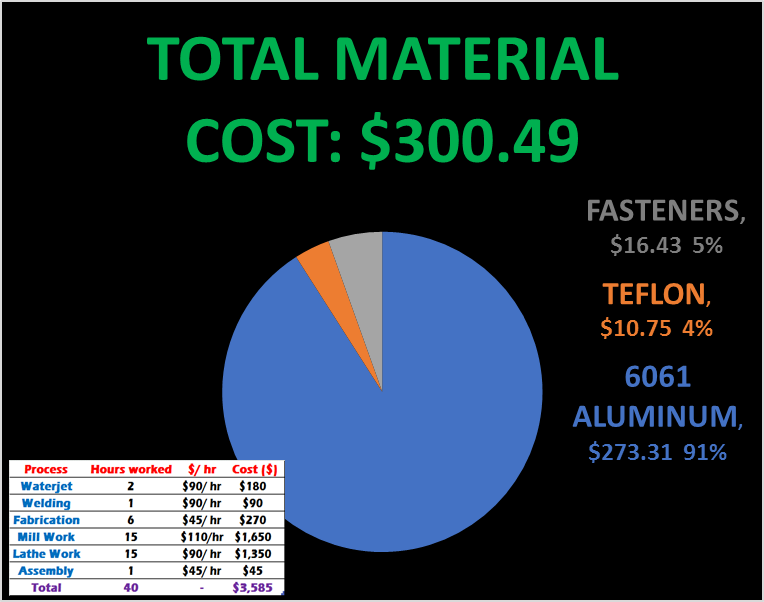 TOTAL MATERIAL
COST: $300.49
FASTENERS,
$16.43 5%
TEFLON,
$10.75 4%
6061
ALUMINUM,
$273.31 91%
Process Hours worked $/ hr Cost ($)
Waterjet 2 $90/ hr $180
Welding 1 $90/ hr $90
Fabrication 6 $45/ hr $270
Mill Work 15 $110/hr $1,650
Lathe Work 15 $90/ hr $1,350
Assembly 1 $45/ hr $45
Total 40 - $3,585